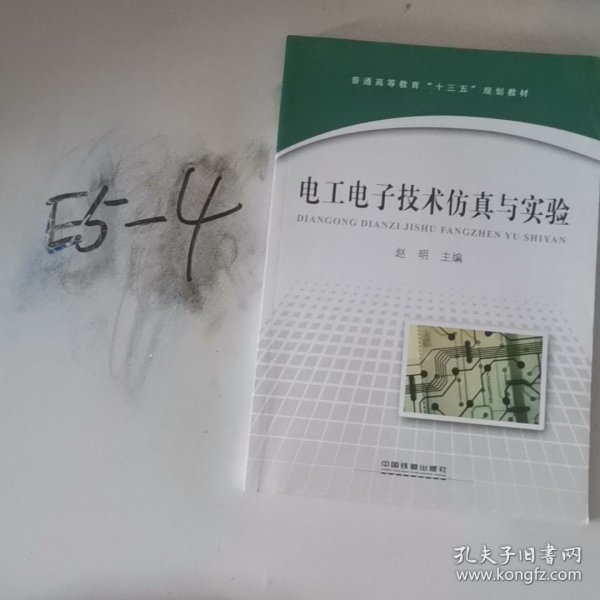 E5-4
普通高等教育"十三五"规划教材
电工电子技术仿真与实验
DIANGONG DIANZI JISHU FANGZHEN YU SHIYAN
赵 明 主编
中国铁道出版社
孔夫子旧书网
www.kongfz.com